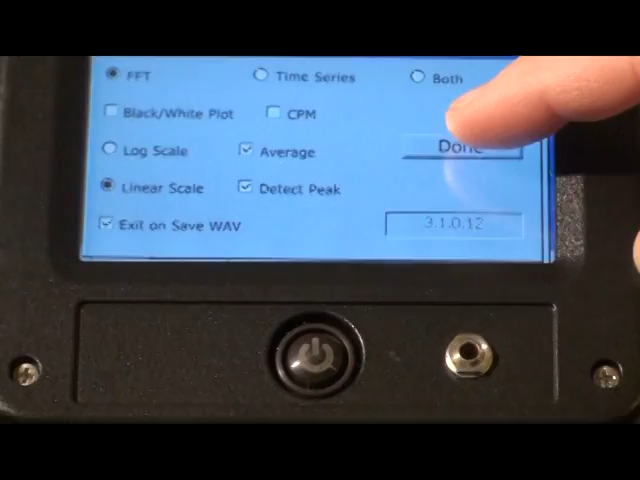 FFT Time Series Both
Black/White Plot CPM
Log Scale Average Done
Linear Scale Detect Peak
Exit on Save WAV 3.1.0.12